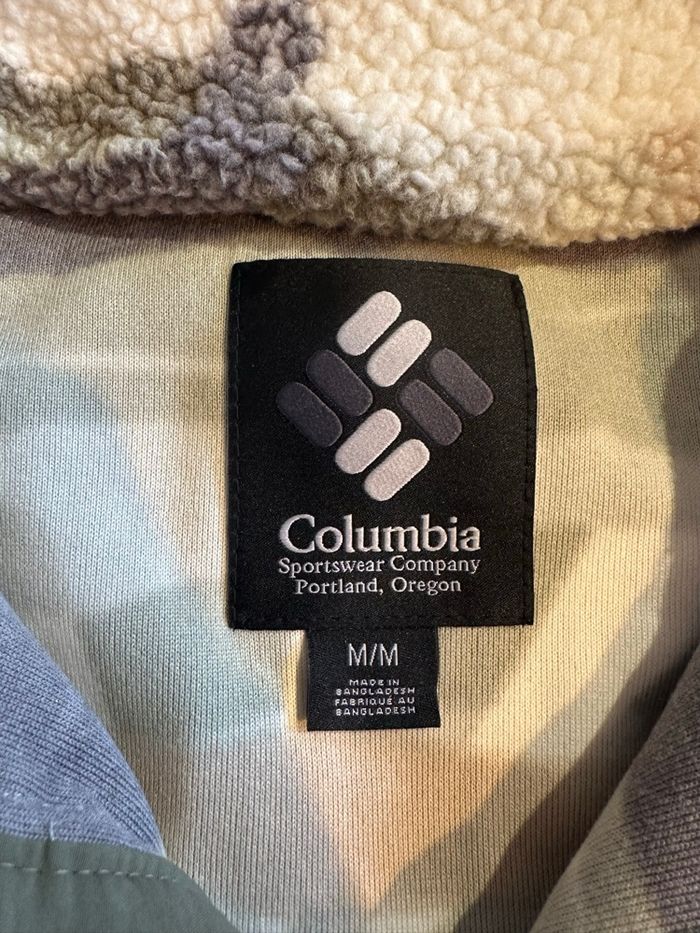 Columbia
Sportswear Company
Portland, Oregon
M/M
MADE IN
BANGLADESH
FABRIQUÉ AU
BANGLADESH